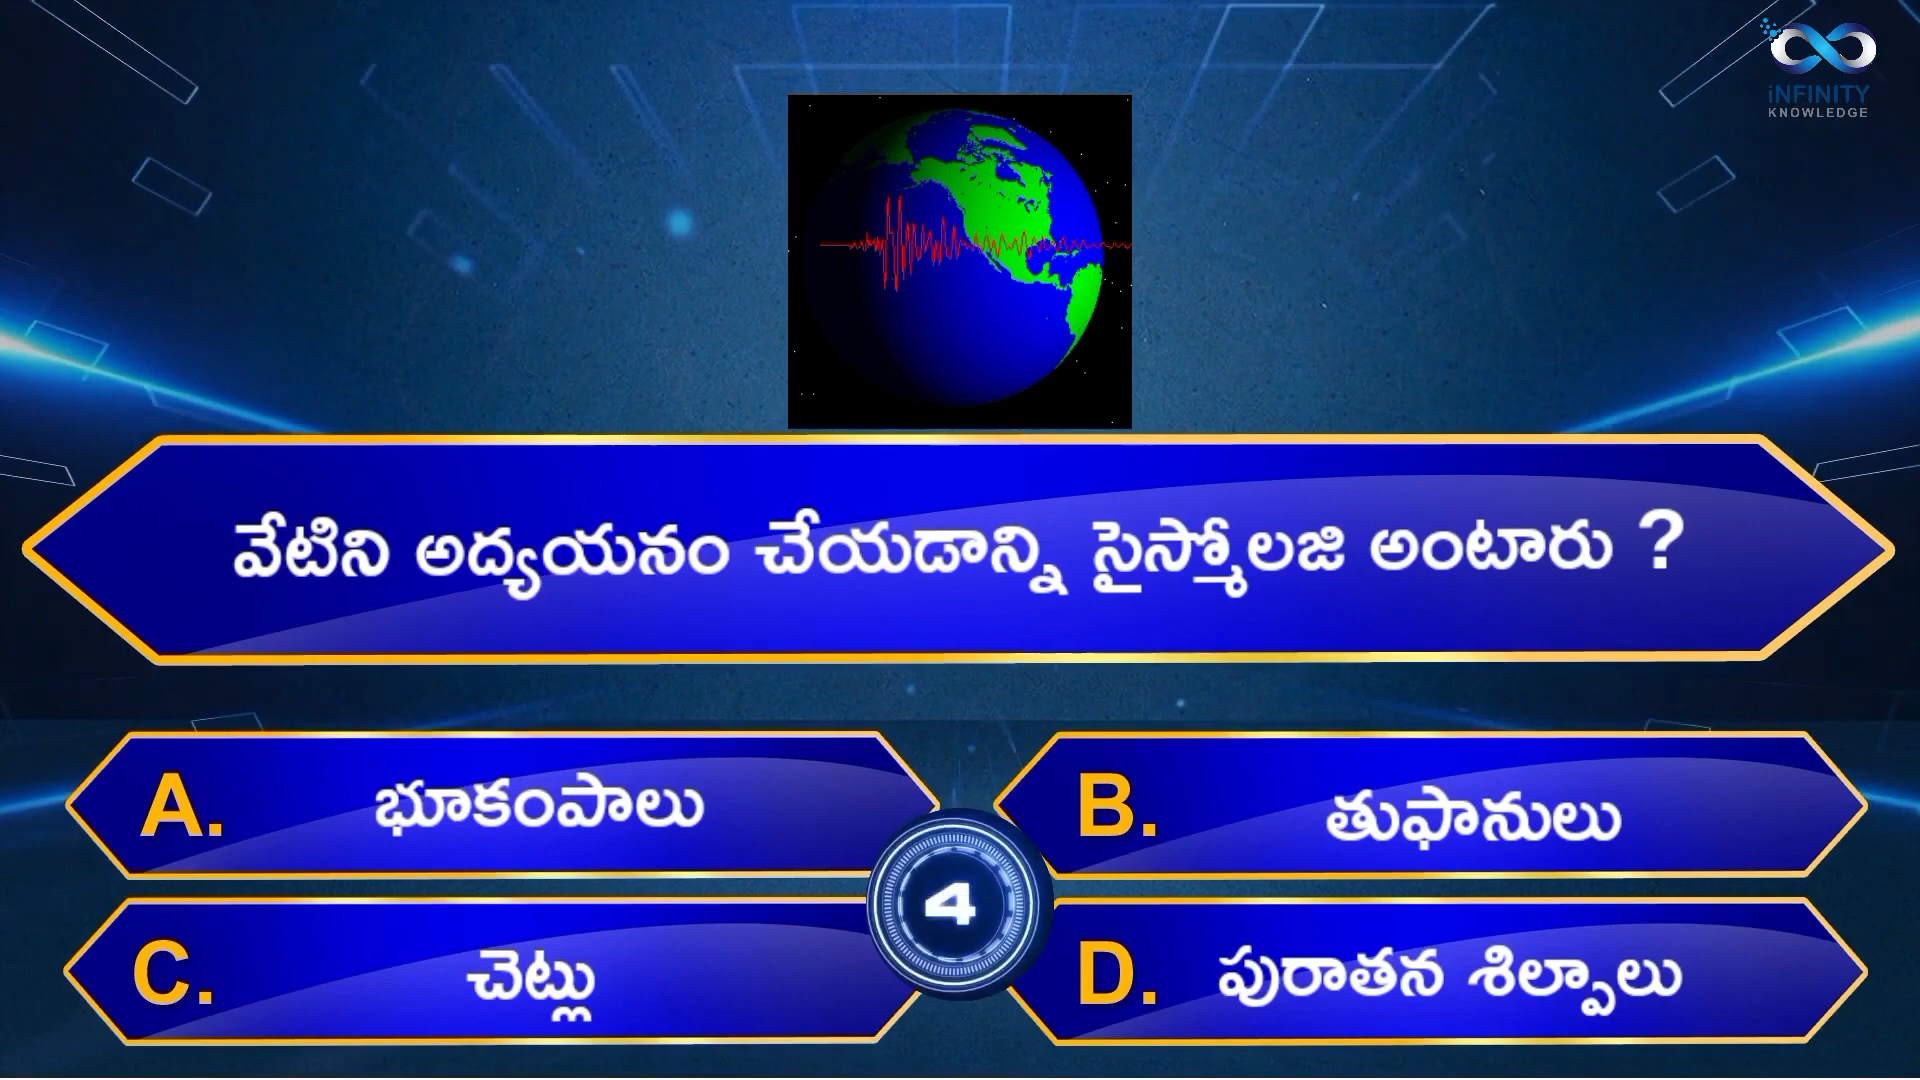 iNFINITY
KNOWLEDGE
వేటిని అధ్యయనం చేయడాన్ని సైస్మోలజి అంటారు ?
A. భూకంపాలు
B. తుఫానులు
4
C. చెట్లు
D. పురాతన శిల్పాలు